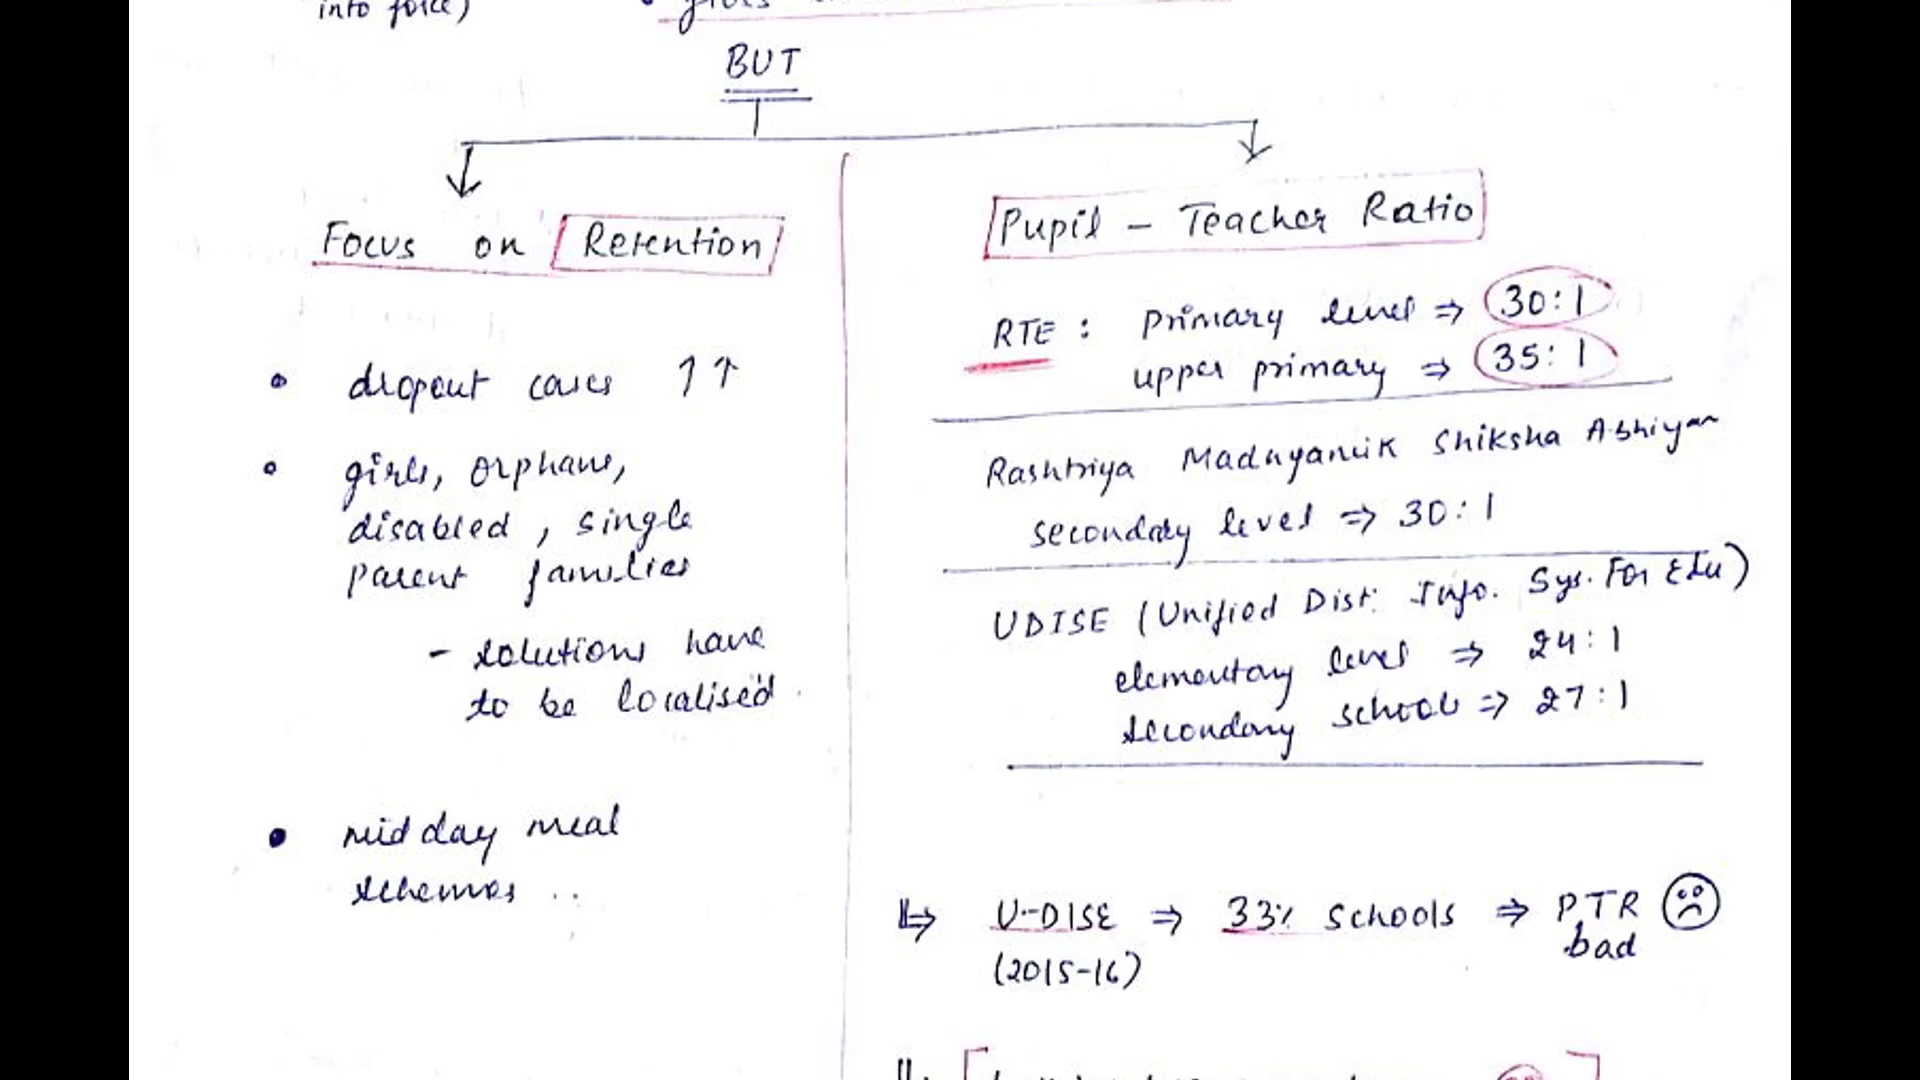 into force)
BUT
Focus on Retention
• dropout cases ↑↑
• girls, orphans,
disabled, single
parent families
- solutions have
to be localised.
• mid day meal
schemes ..
Pupil - Teacher Ratio
RTE : primary level ⇒ 30:1
upper primary ⇒ 35:1
Rashtriya Madhyamik Shiksha Abhiyan
secondary level ⇒ 30:1
UDISE (Unified Dist. Info. Sys. For Edu)
elementary level ⇒ 24:1
secondary schools ⇒ 27:1
U-DISE ⇒ 33% schools ⇒ PTR
bad
(2015-16)